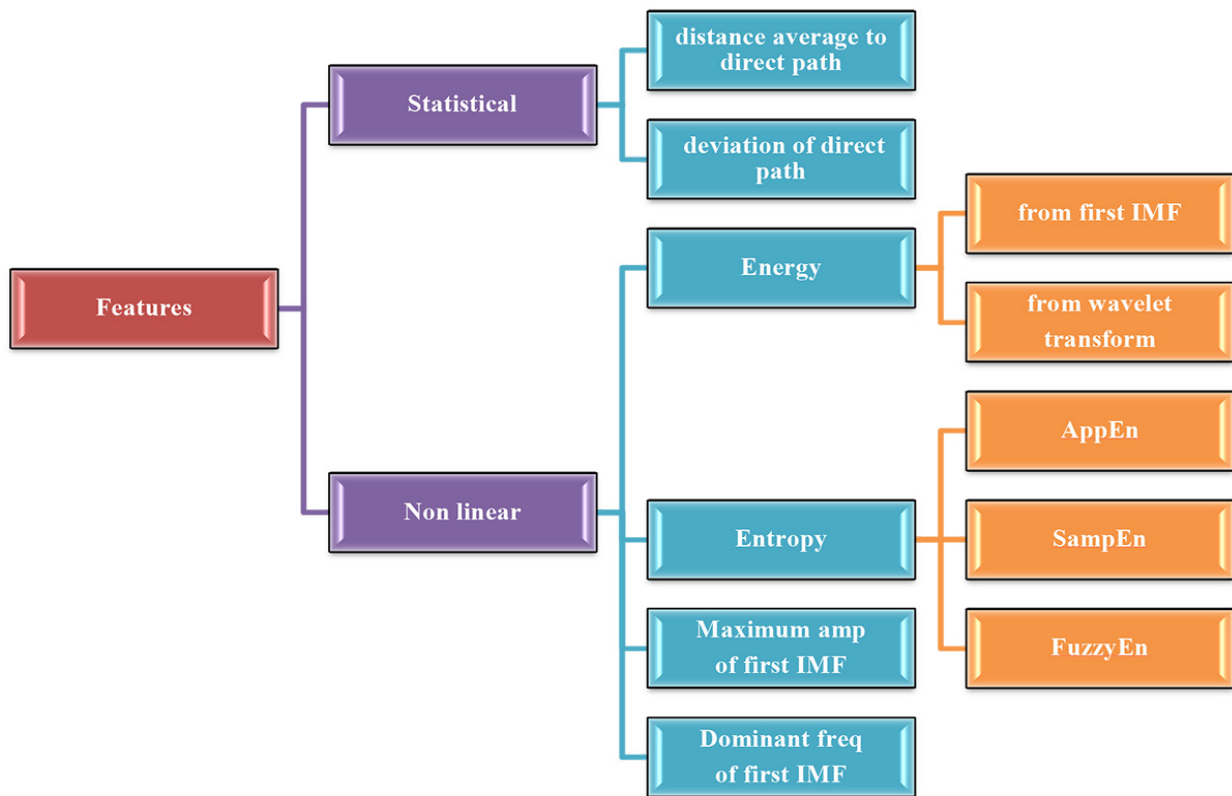 distance average to
direct path
Statistical
deviation of direct
path
from first IMF
Energy
Features
from wavelet
transform
AppEn
Non linear
Entropy
SampEn
Maximum amp
of first IMF
FuzzyEn
Dominant freq
of first IMF